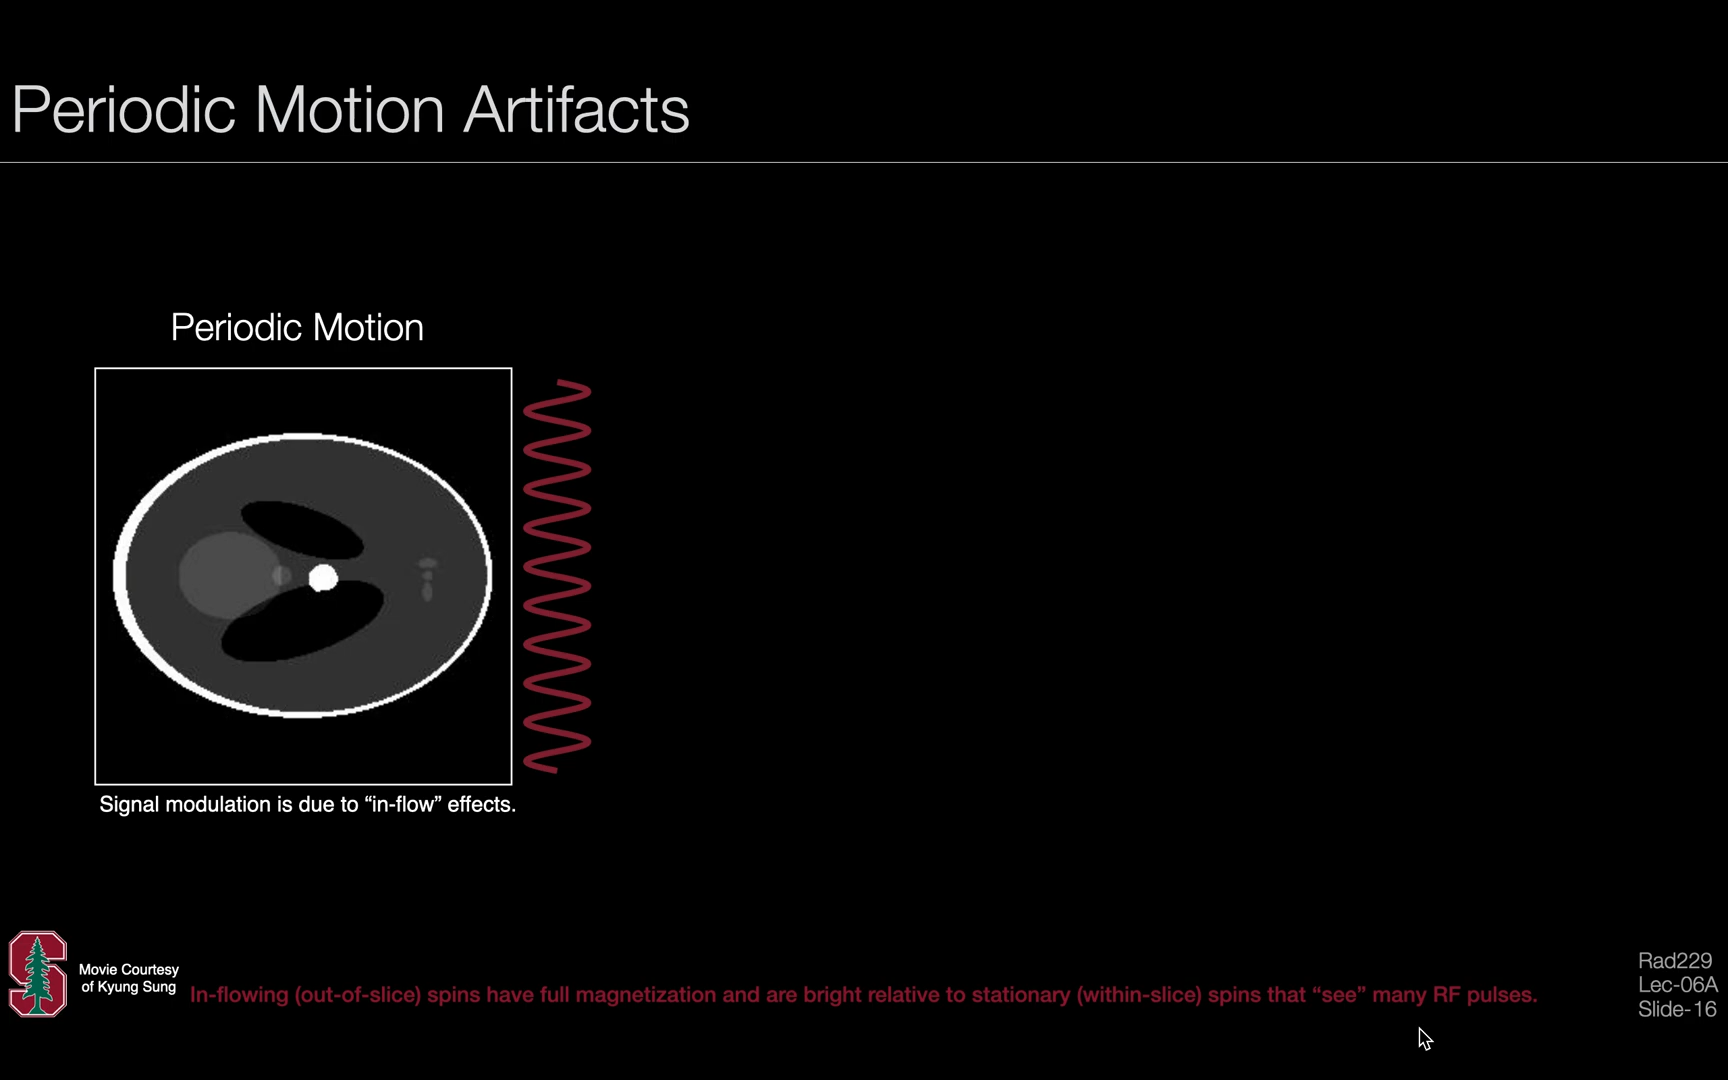 Periodic Motion Artifacts
Periodic Motion
Signal modulation is due to “in-flow” effects.
Movie Courtesy
of Kyung Sung
In-flowing (out-of-slice) spins have full magnetization and are bright relative to stationary (within-slice) spins that “see” many RF pulses.
Rad229
Lec-06A
Slide-16